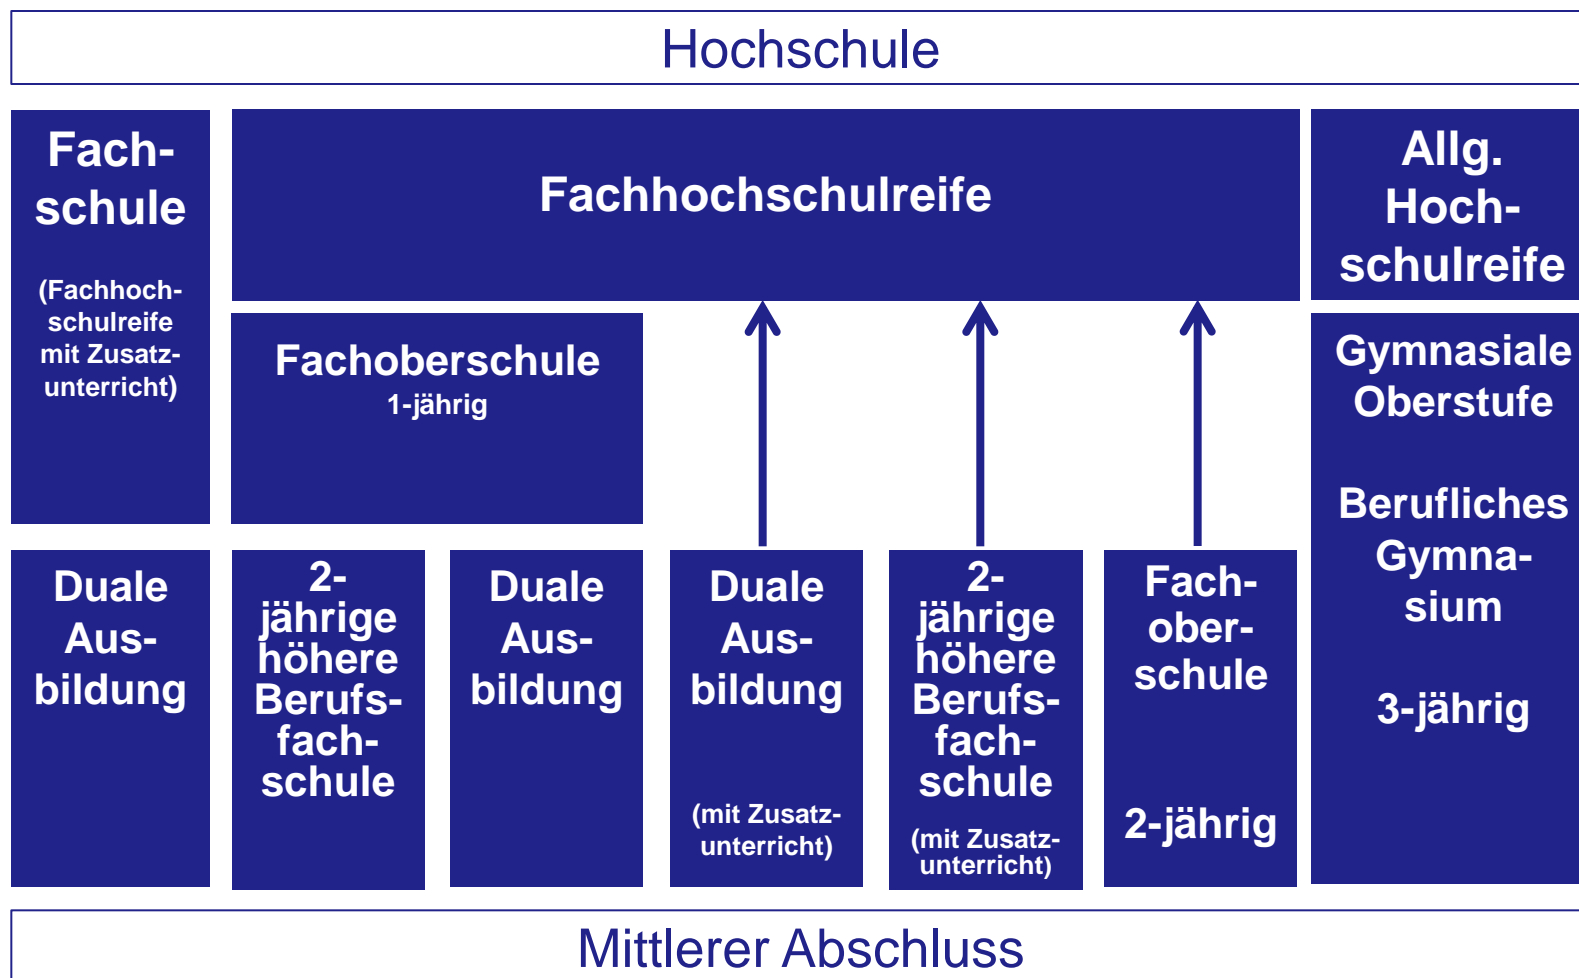 Hochschule
Fach-
schule
(Fachhoch-
schulreife
mit Zusatz-
unterricht)
Fachhochschulreife
Allg.
Hoch-
schulreife
Fachoberschule
1-jährig
Gymnasiale
Oberstufe
Berufliches
Gymna-
sium
3-jährig
Duale
Aus-
bildung
2-
jährige
höhere
Berufs-
fach-
schule
Duale
Aus-
bildung
Duale
Aus-
bildung
(mit Zusatz-
unterricht)
2-
jährige
höhere
Berufs-
fach-
schule
(mit Zusatz-
unterricht)
Fach-
ober-
schule
2-jährig
Mittlerer Abschluss